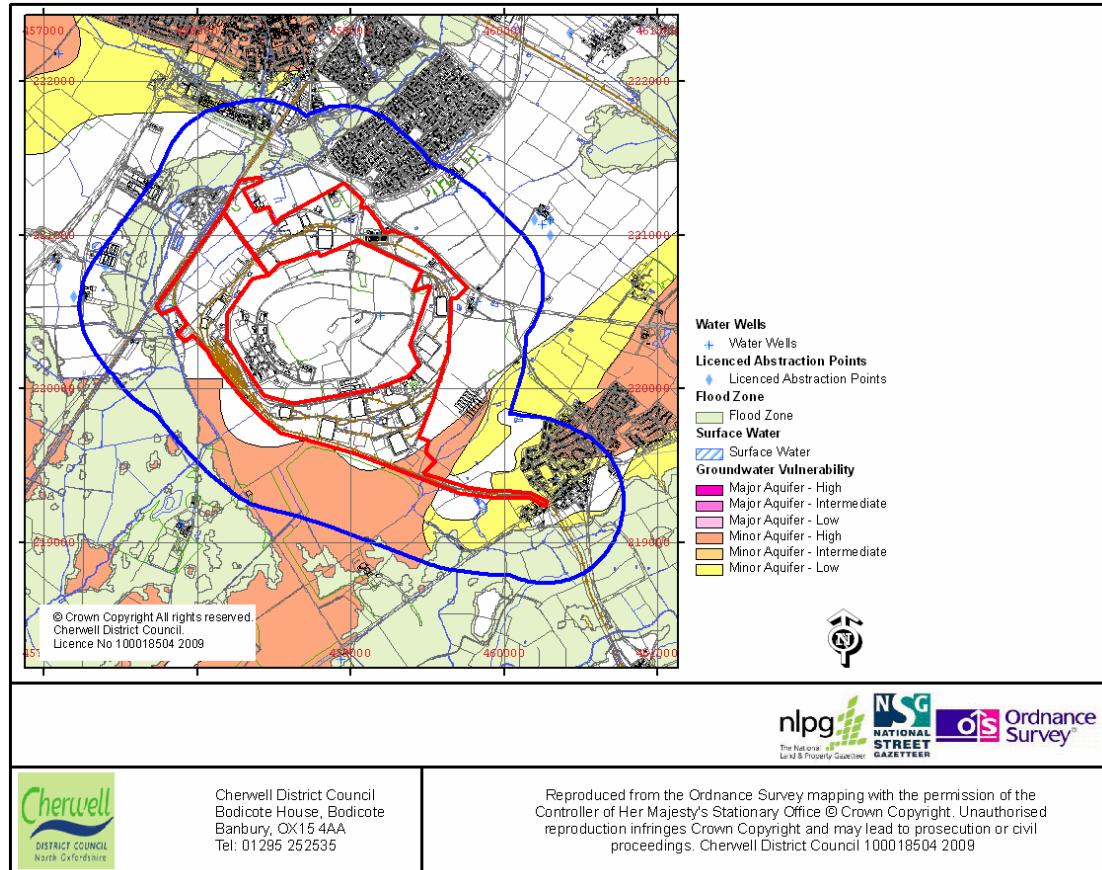 457000
459000
460000
461000
222000
222000
221000
221000
220000
220000
219000
219000
459000
460000
461000
© Crown Copyright All rights reserved.
Cherwell District Council.
Licence No 100018504 2009
Water Wells
Water Wells
Licenced Abstraction Points
Licenced Abstraction Points
Flood Zone
Flood Zone
Surface Water
Surface Water
Groundwater Vulnerability
Major Aquifer - High
Major Aquifer - Intermediate
Major Aquifer - Low
Minor Aquifer - High
Minor Aquifer - Intermediate
Minor Aquifer - Low
N
nlpg
The National
Land & Property Gazetteer
NSG
NATIONAL
STREET
GAZETTEER
OS Ordnance
Survey
Cherwell
DISTRICT COUNCIL
North Oxfordshire
Cherwell District Council
Bodicote House, Bodicote
Banbury, OX15 4AA
Tel: 01295 252535
Reproduced from the Ordnance Survey mapping with the permission of the
Controller of Her Majesty's Stationary Office © Crown Copyright. Unauthorised
reproduction infringes Crown Copyright and may lead to prosecution or civil
proceedings. Cherwell District Council 100018504 2009